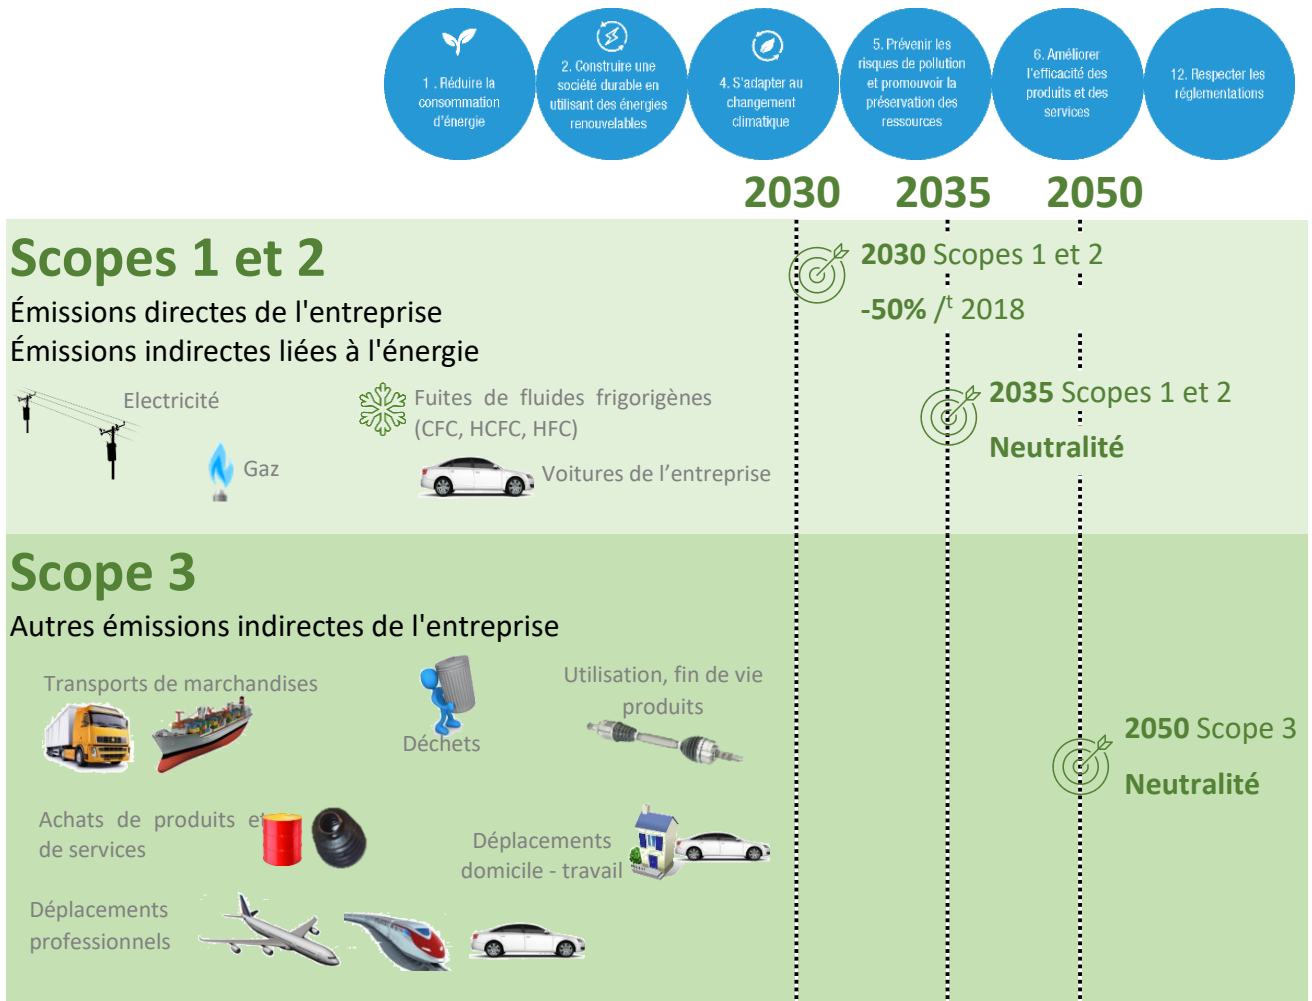 1 . Réduire la
consommation
d'énergie
2. Construire une
société durable en
utilisant des énergies
renouvelables
4. S'adapter au
changement
climatique
5. Prévenir les
risques de pollution
et promouvoir la
préservation des
ressources
6. Améliorer
l'efficacité des
produits et des
services
12. Respecter les
réglementations
2030 2035 2050
Scopes 1 et 2
Émissions directes de l'entreprise
Émissions indirectes liées à l'énergie
Electricité
Gaz
Fuites de fluides frigorigènes
(CFC, HCFC, HFC)
Voitures de l’entreprise
2030 Scopes 1 et 2
-50% /t 2018
2035 Scopes 1 et 2
Neutralité
Scope 3
Autres émissions indirectes de l'entreprise
Transports de marchandises
Déchets
Utilisation, fin de vie
produits
Achats de produits et
de services
Déplacements
domicile - travail
Déplacements
professionnels
2050 Scope 3
Neutralité